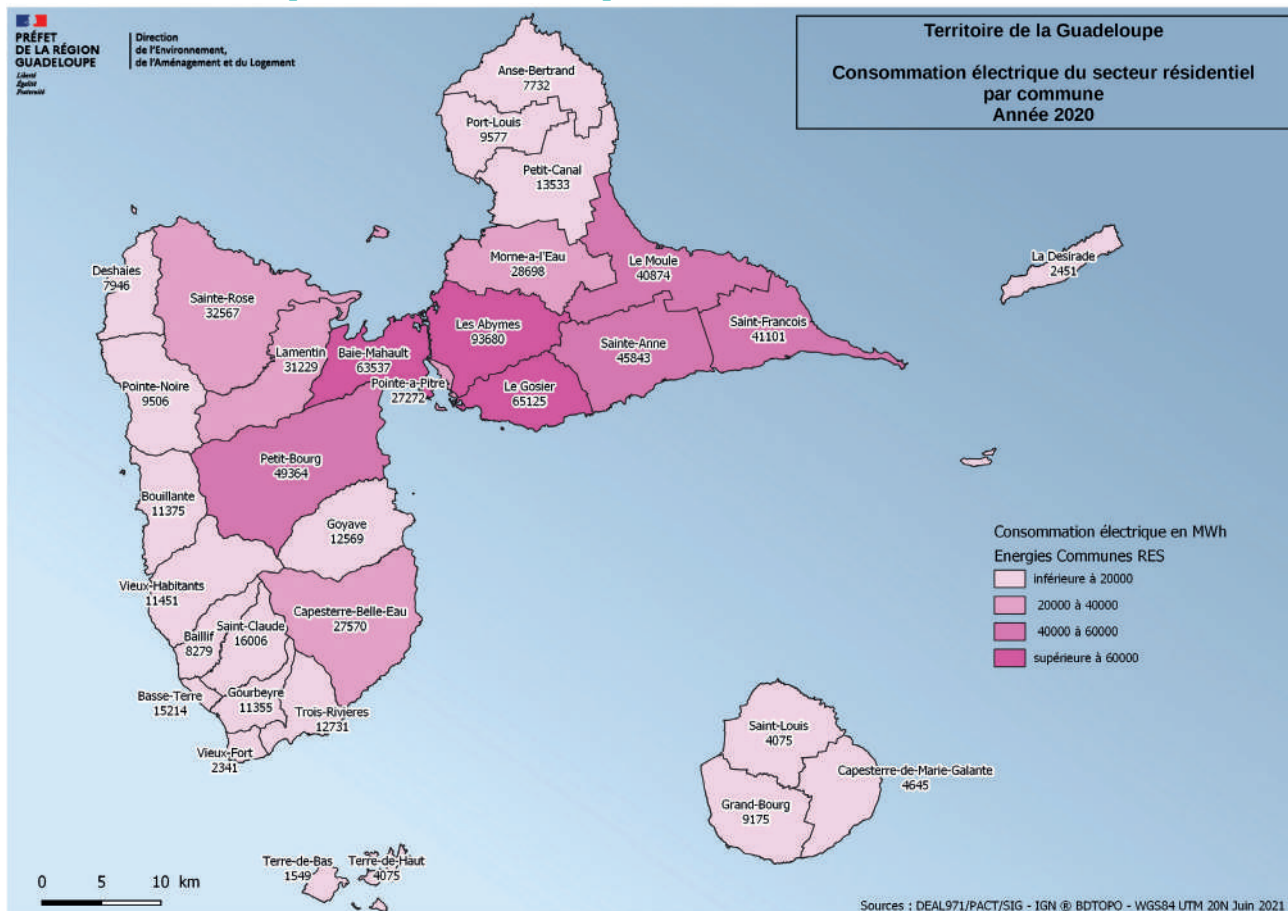 PRÉFET
DE LA RÉGION
GUADELOUPE
Liberté
Égalité
Fraternité
Direction
de l'Environnement,
de l'Aménagement et du Logement
Territoire de la Guadeloupe
Consommation électrique du secteur résidentiel
par commune
Année 2020
Anse-Bertrand
7732
Port-Louis
9577
Petit-Canal
13533
Morne-a-l'Eau
28698
Le Moule
40874
La Desirade
2451
Deshaies
7946
Sainte-Rose
32567
Les Abymes
93680
Sainte-Anne
45843
Saint-Francois
41101
Lamentin
31229
Baie-Mahault
63537
Pointe-a-Pitre
27272
Le Gosier
65125
Pointe-Noire
9506
Petit-Bourg
49364
Bouillante
11375
Goyave
12569
Vieux-Habitants
11451
Capesterre-Belle-Eau
27570
Saint-Claude
16006
Baillif
8279
Basse-Terre
15214
Gourbeyre
11355
Trois-Rivieres
12731
Vieux-Fort
2341
Consommation électrique en MWh
Energies Communes RES
inférieure à 20000
20000 à 40000
40000 à 60000
supérieure à 60000
Saint-Louis
4075
Capesterre-de-Marie-Galante
4645
Grand-Bourg
9175
Terre-de-Bas
1549
Terre-de-Haut
4075
0 5 10 km
Sources : DEAL971/PACT/SIG - IGN ® BDTOPO - WGS84 UTM 20N Juin 2021